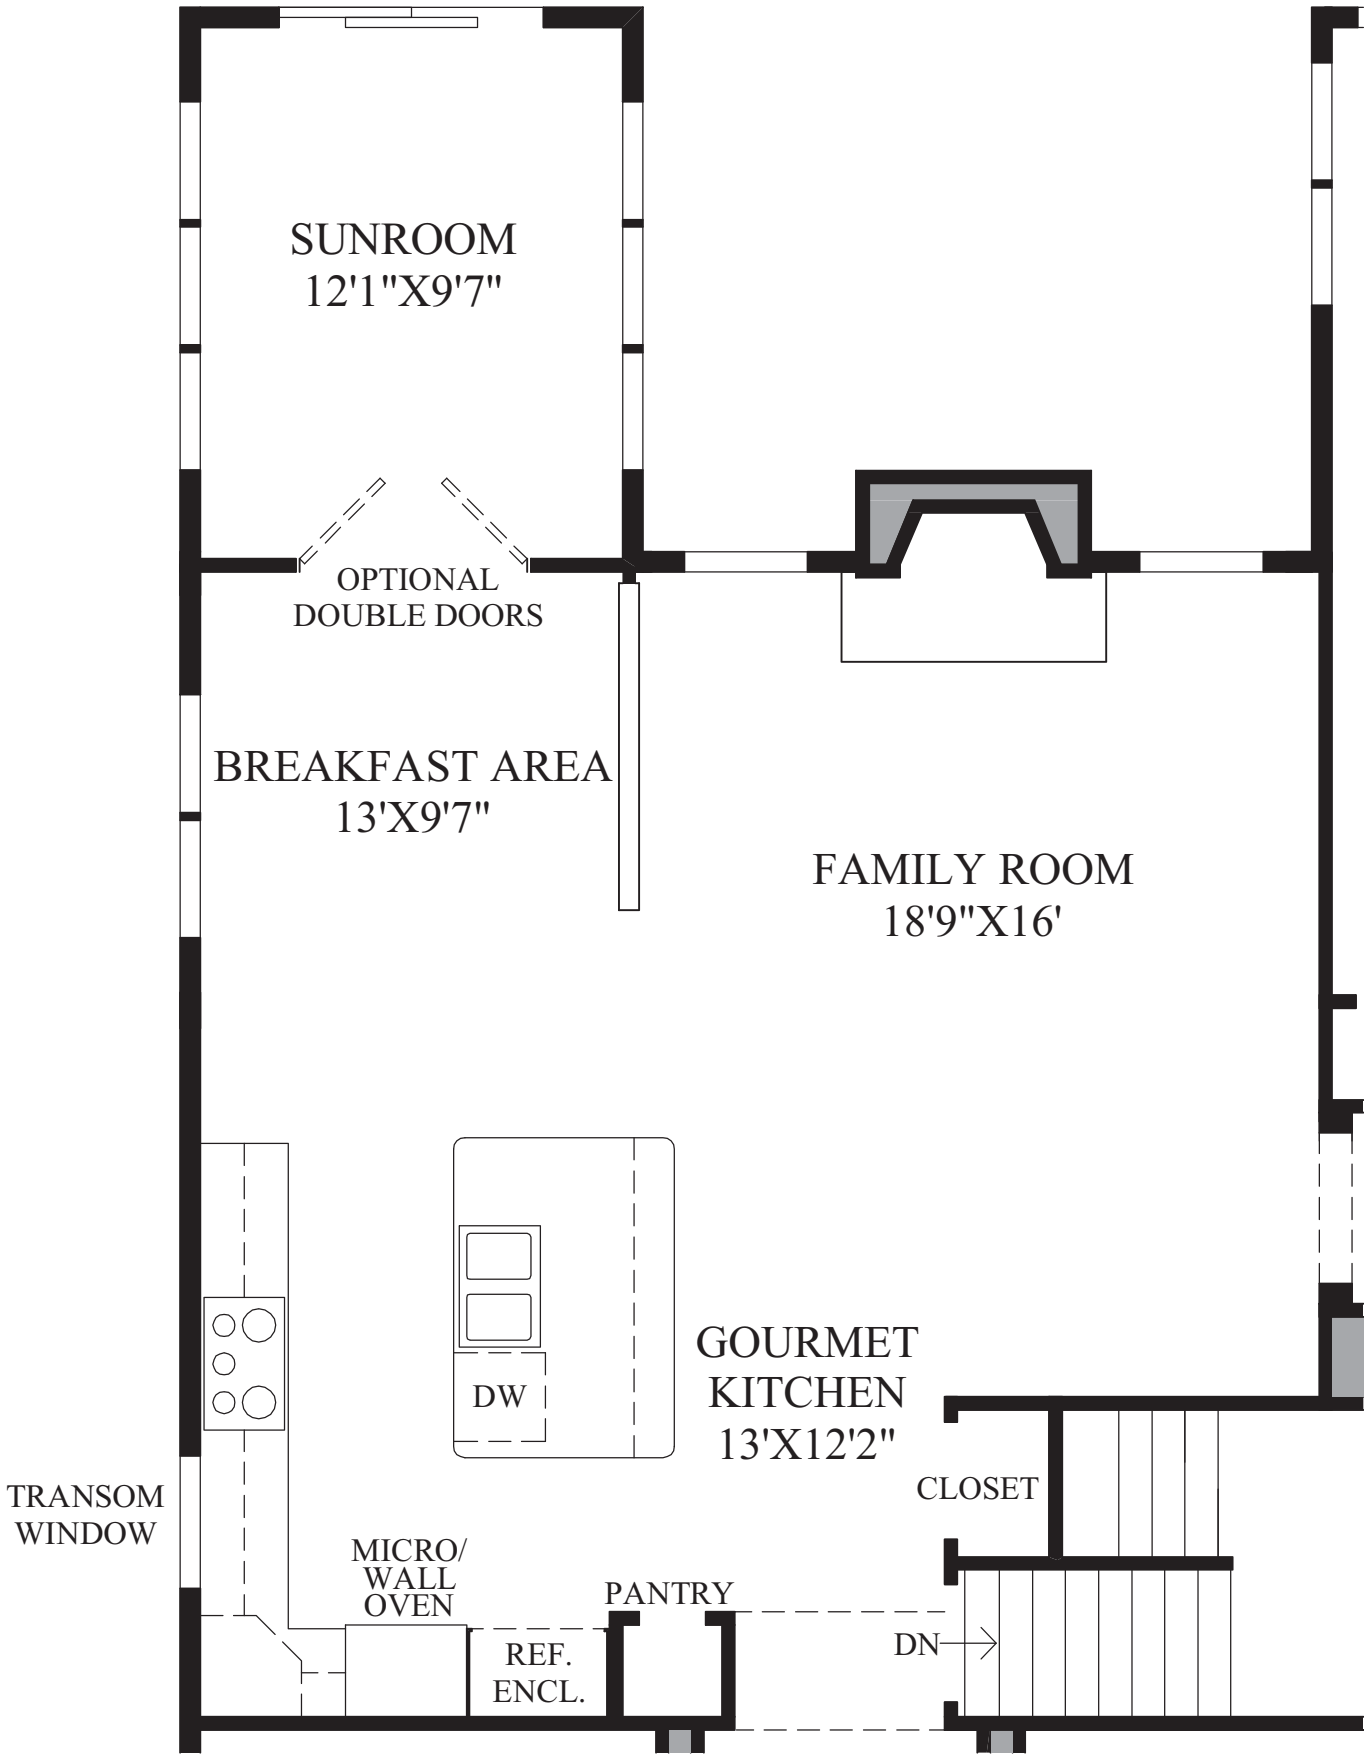 SUNROOM
12'1"X9'7"
OPTIONAL
DOUBLE DOORS
BREAKFAST AREA
13'X9'7"
FAMILY ROOM
18'9"X16'
GOURMET
KITCHEN
13'X12'2"
DW
CLOSET
TRANSOM
WINDOW
MICRO/
WALL
OVEN
PANTRY
REF.
ENCL.
DN